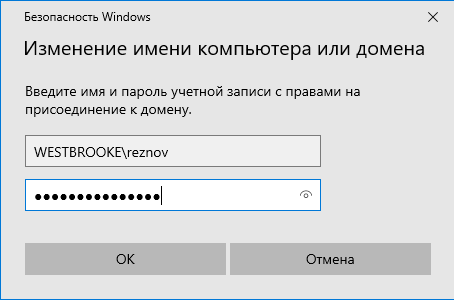 Безопасность Windows
Изменение имени компьютера или домена
Введите имя и пароль учетной записи с правами на
присоединение к домену.
WESTBROOKE\reznov
●●●●●●●●●●●●●●●
OK
Отмена